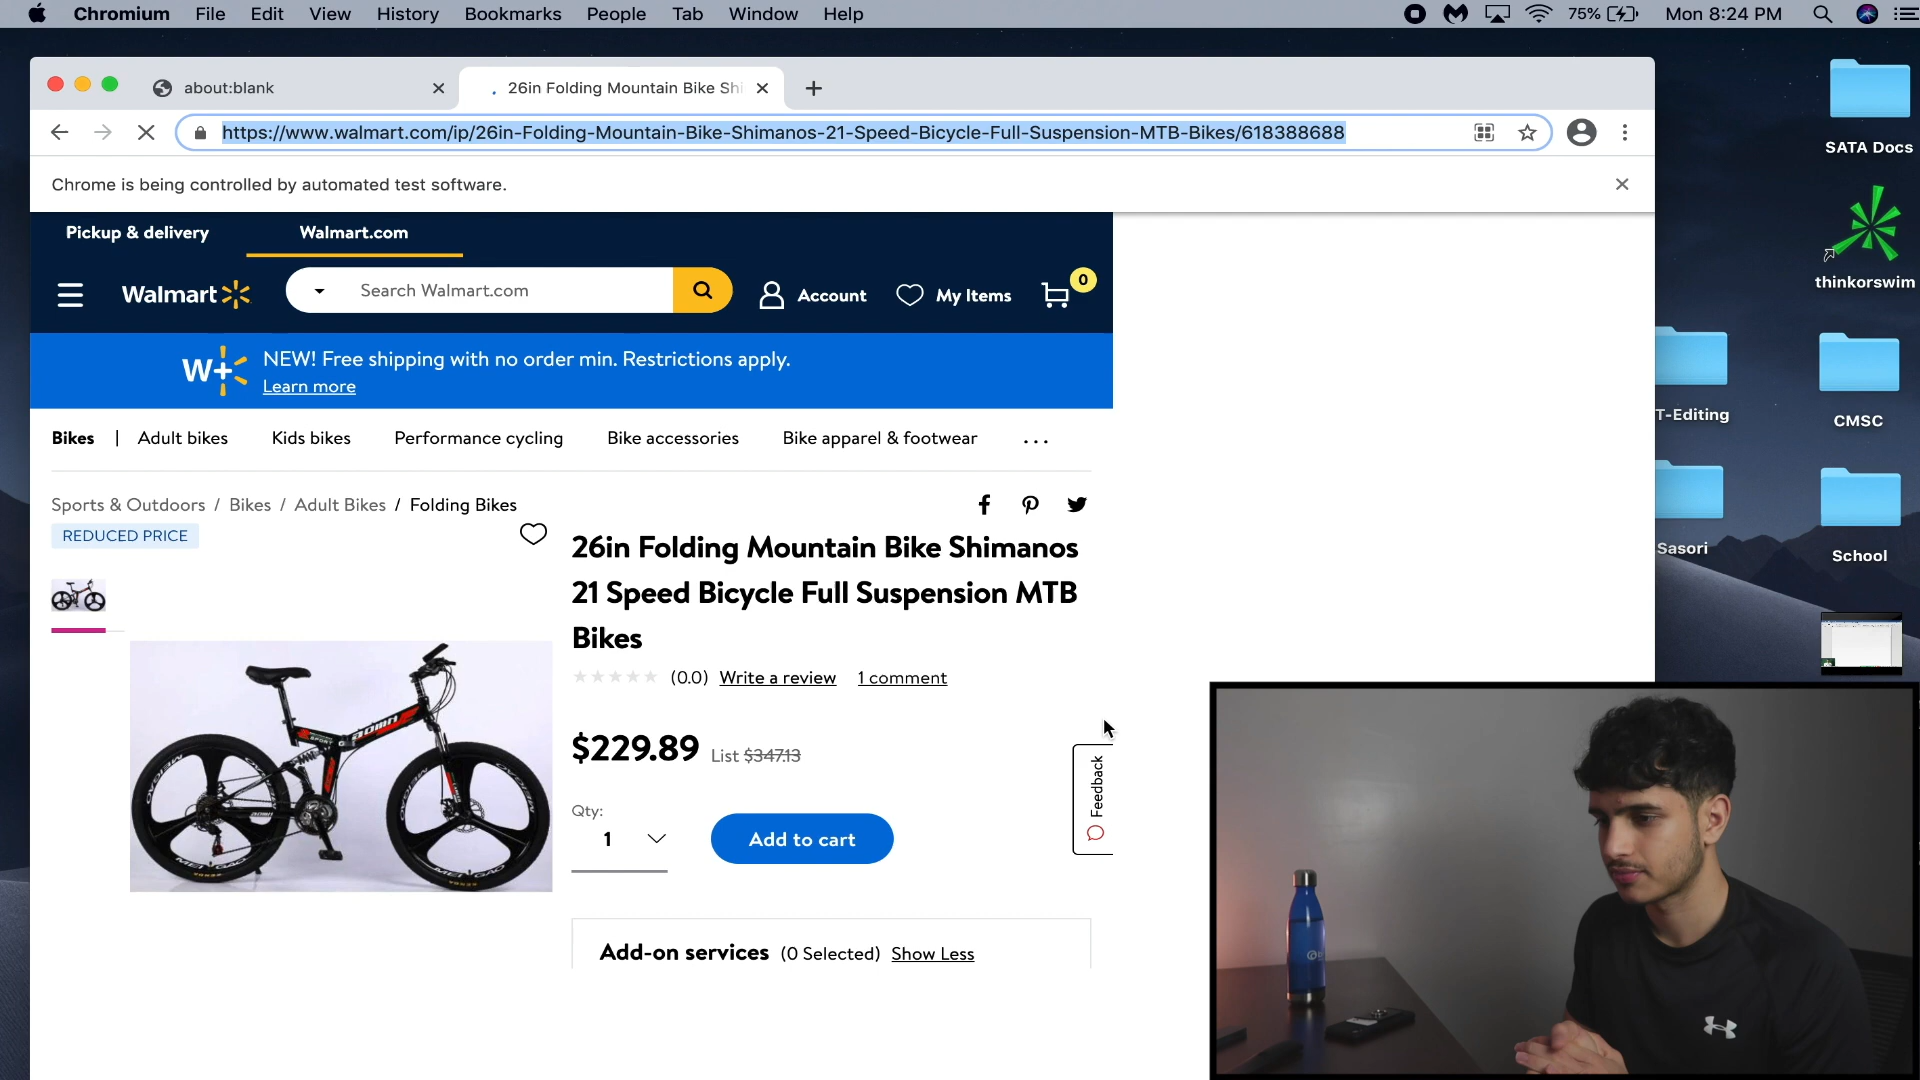 Chromium File Edit View History Bookmarks People Tab Window Help 75% Mon 8:24 PM
about:blank
26in Folding Mountain Bike Shi
https://www.walmart.com/ip/26in-Folding-Mountain-Bike-Shimanos-21-Speed-Bicycle-Full-Suspension-MTB-Bikes/618388688
Chrome is being controlled by automated test software.
Pickup & delivery Walmart.com
Walmart Search Walmart.com Account My Items 0
W+ NEW! Free shipping with no order min. Restrictions apply.
Learn more
Bikes | Adult bikes Kids bikes Performance cycling Bike accessories Bike apparel & footwear ...
Sports & Outdoors / Bikes / Adult Bikes / Folding Bikes
REDUCED PRICE
26in Folding Mountain Bike Shimanos
21 Speed Bicycle Full Suspension MTB
Bikes
(0.0) Write a review 1 comment
$229.89 List $347.13
Qty:
1 Add to cart
Feedback
Add-on services (0 Selected) Show Less
SATA Docs
thinkorswim
T-Editing
CMSC
Sasori
School